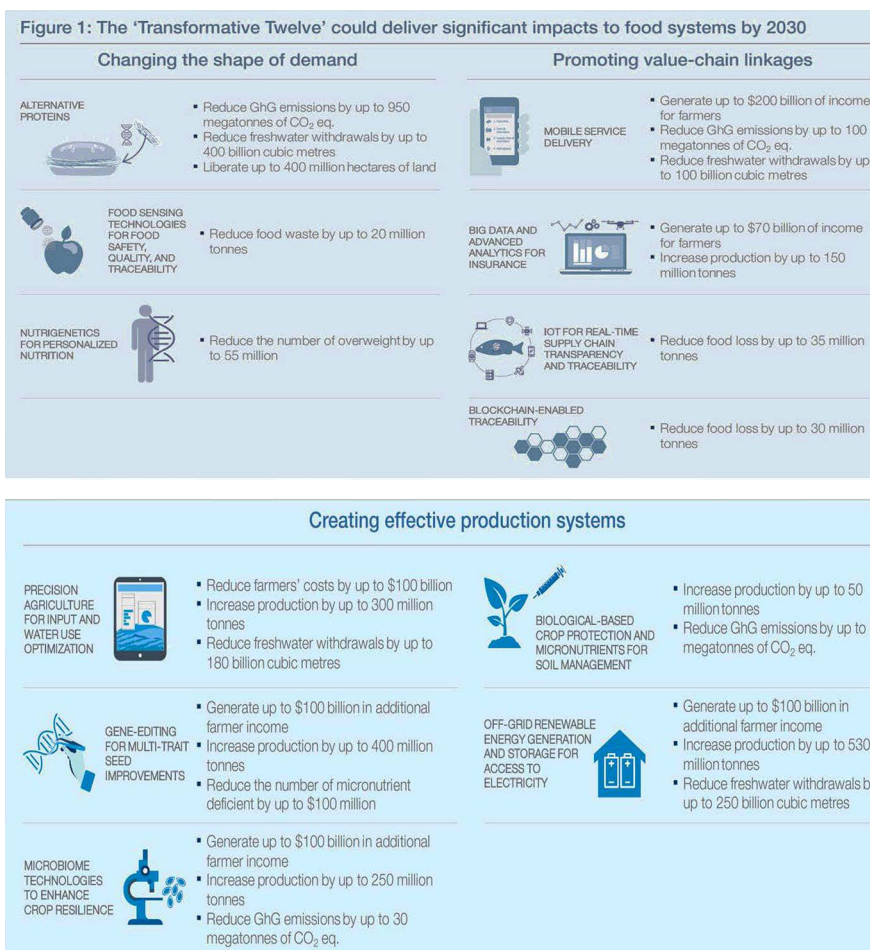 Figure 1: The ‘Transformative Twelve’ could deliver significant impacts to food systems by 2030
Changing the shape of demand
ALTERNATIVE
PROTEINS
▪ Reduce GhG emissions by up to 950
megatonnes of CO₂ eq.
▪ Reduce freshwater withdrawals by up to
400 billion cubic metres
▪ Liberate up to 400 million hectares of land
FOOD SENSING
TECHNOLOGIES
FOR FOOD
SAFETY,
QUALITY, AND
TRACEABILITY
▪ Reduce food waste by up to 20 million
tonnes
NUTRIGENETICS
FOR PERSONALIZED
NUTRITION
▪ Reduce the number of overweight by up
to 55 million
Promoting value-chain linkages
MOBILE SERVICE
DELIVERY
▪ Generate up to $200 billion of income
for farmers
▪ Reduce GhG emissions by up to 100
megatonnes of CO₂ eq.
▪ Reduce freshwater withdrawals by up
to 100 billion cubic metres
BIG DATA AND
ADVANCED
ANALYTICS FOR
INSURANCE
▪ Generate up to $70 billion of income
for farmers
▪ Increase production by up to 150
million tonnes
IOT FOR REAL-TIME
SUPPLY CHAIN
TRANSPARENCY
AND TRACEABILITY
▪ Reduce food loss by up to 35 million
tonnes
BLOCKCHAIN-ENABLED
TRACEABILITY
▪ Reduce food loss by up to 30 million
tonnes
Creating effective production systems
PRECISION
AGRICULTURE
FOR INPUT AND
WATER USE
OPTIMIZATION
▪ Reduce farmers’ costs by up to $100 billion
▪ Increase production by up to 300 million
tonnes
▪ Reduce freshwater withdrawals by up to
180 billion cubic metres
GENE-EDITING
FOR MULTI-TRAIT
SEED
IMPROVEMENTS
▪ Generate up to $100 billion in additional
farmer income
▪ Increase production by up to 400 million
tonnes
▪ Reduce the number of micronutrient
deficient by up to $100 million
MICROBIOME
TECHNOLOGIES
TO ENHANCE
CROP RESILIENCE
▪ Generate up to $100 billion in additional
farmer income
▪ Increase production by up to 250 million
tonnes
▪ Reduce GhG emissions by up to 30
megatonnes of CO₂ eq.
BIOLOGICAL-BASED
CROP PROTECTION AND
MICRONUTRIENTS FOR
SOIL MANAGEMENT
▪ Increase production by up to 50
million tonnes
▪ Reduce GhG emissions by up to
megatonnes of CO₂ eq.
OFF-GRID RENEWABLE
ENERGY GENERATION
AND STORAGE FOR
ACCESS TO
ELECTRICITY
▪ Generate up to $100 billion in
additional farmer income
▪ Increase production by up to 530
million tonnes
▪ Reduce freshwater withdrawals
up to 250 billion cubic metres